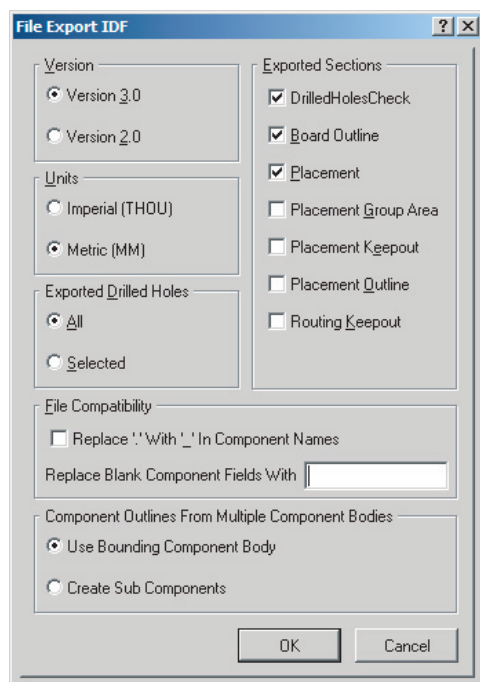 File Export IDF
Version
Version 3.0
Version 2.0
Units
Imperial (THOU)
Metric (MM)
Exported Drilled Holes
All
Selected
Exported Sections
DrilledHolesCheck
Board Outline
Placement
Placement Group Area
Placement Keepout
Placement Outline
Routing Keepout
File Compatibility
Replace '.' With '_' In Component Names
Replace Blank Component Fields With
Component Outlines From Multiple Component Bodies
Use Bounding Component Body
Create Sub Components
OK
Cancel